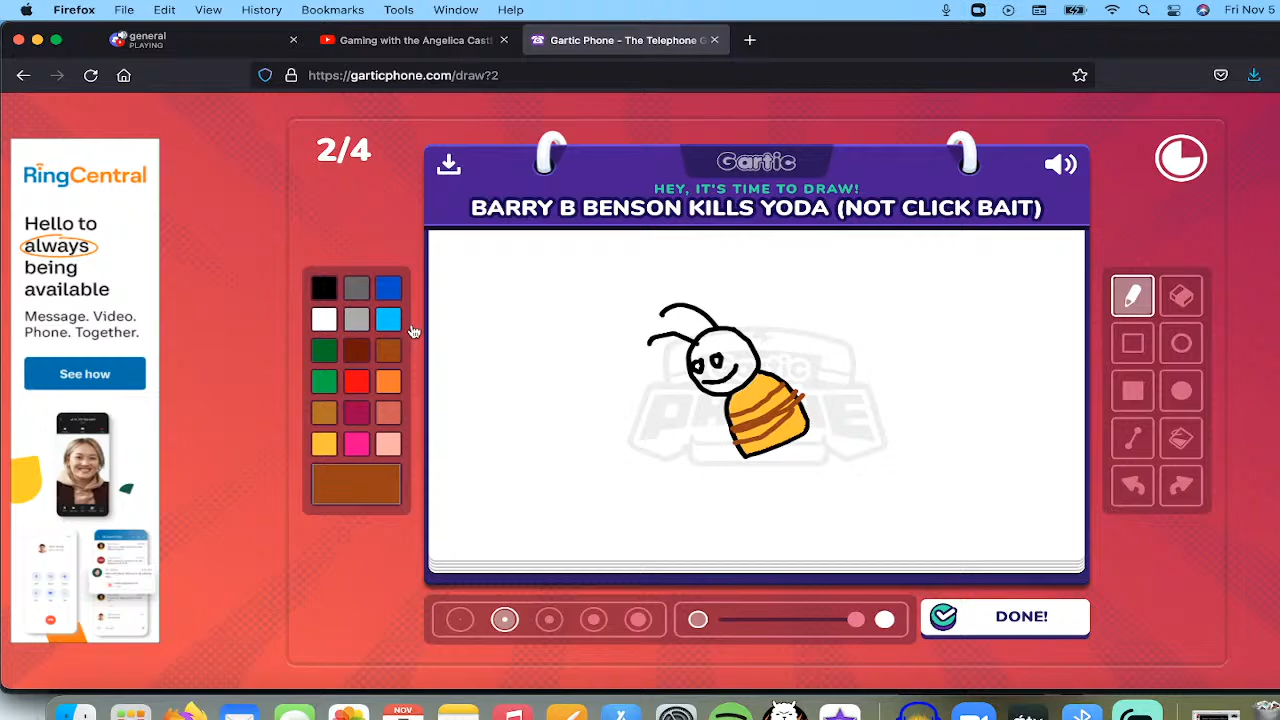 Firefox File Edit View History Bookmarks Tools Window Help Fri Nov 5
general
PLAYING
Gaming with the Angelica Castl
Gartic Phone - The Telephone G
https://garticphone.com/draw?2
2/4
Gartic
HEY, IT'S TIME TO DRAW!
BARRY B BENSON KILLS YODA (NOT CLICK BAIT)
RingCentral
Hello to
always
being
available
Message. Video.
Phone. Together.
See how
PHONE
DONE!
NOV